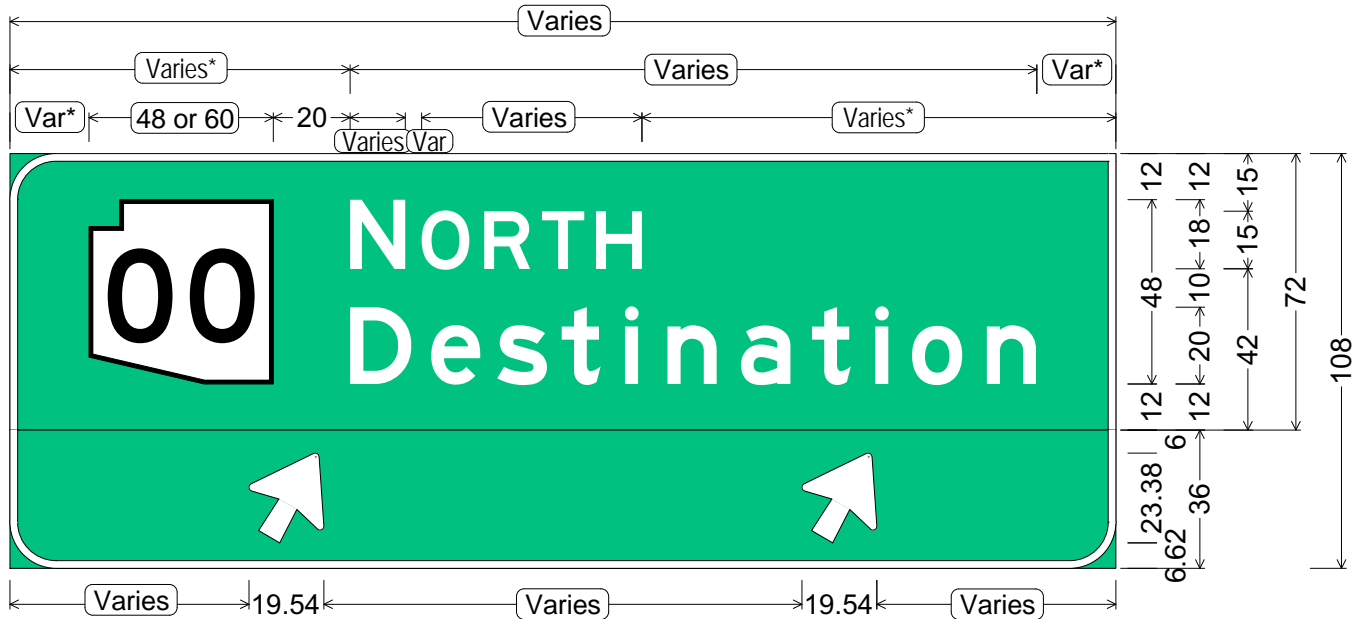 Varies
Varies* Varies Var*
Var* 48 or 60 20 Varies Var Varies Varies*
NORTH
00
Destination
12 48 12
12 18 10 20 12
15 15 42
72
108
6 23.38 6.62
36
Varies 19.54 Varies 19.54 Varies